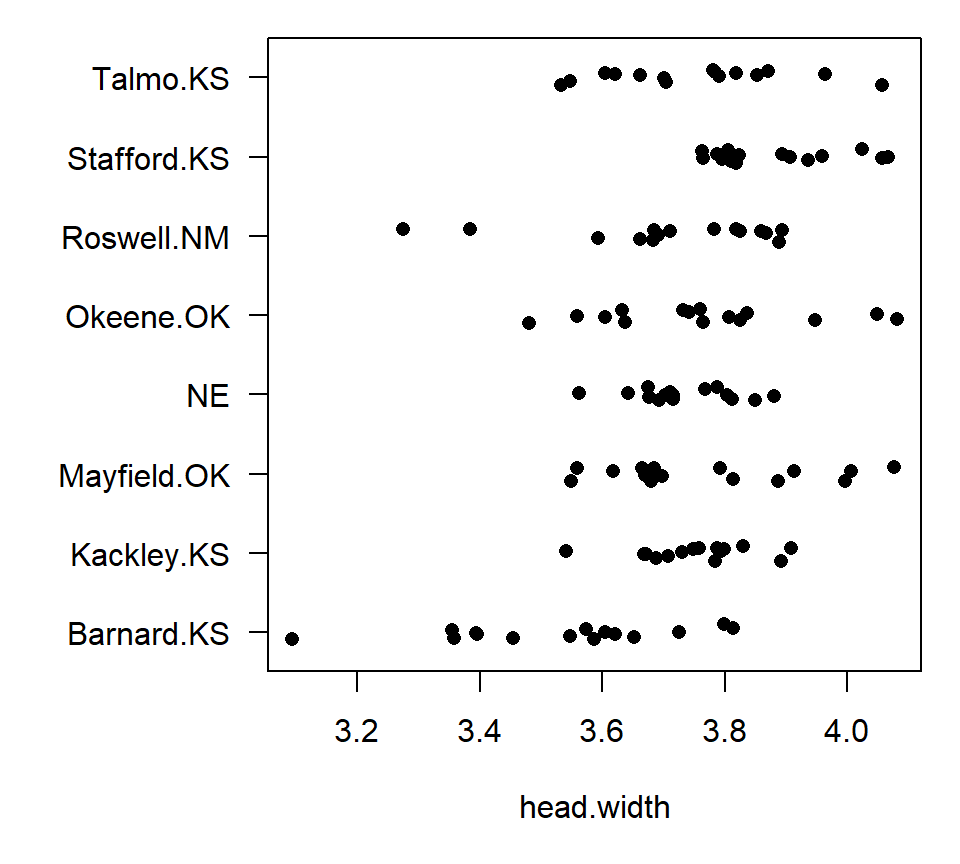 Talmo.KS
Stafford.KS
Roswell.NM
Okeene.OK
NE
Mayfield.OK
Kackley.KS
Barnard.KS
3.2 3.4 3.6 3.8 4.0
head.width